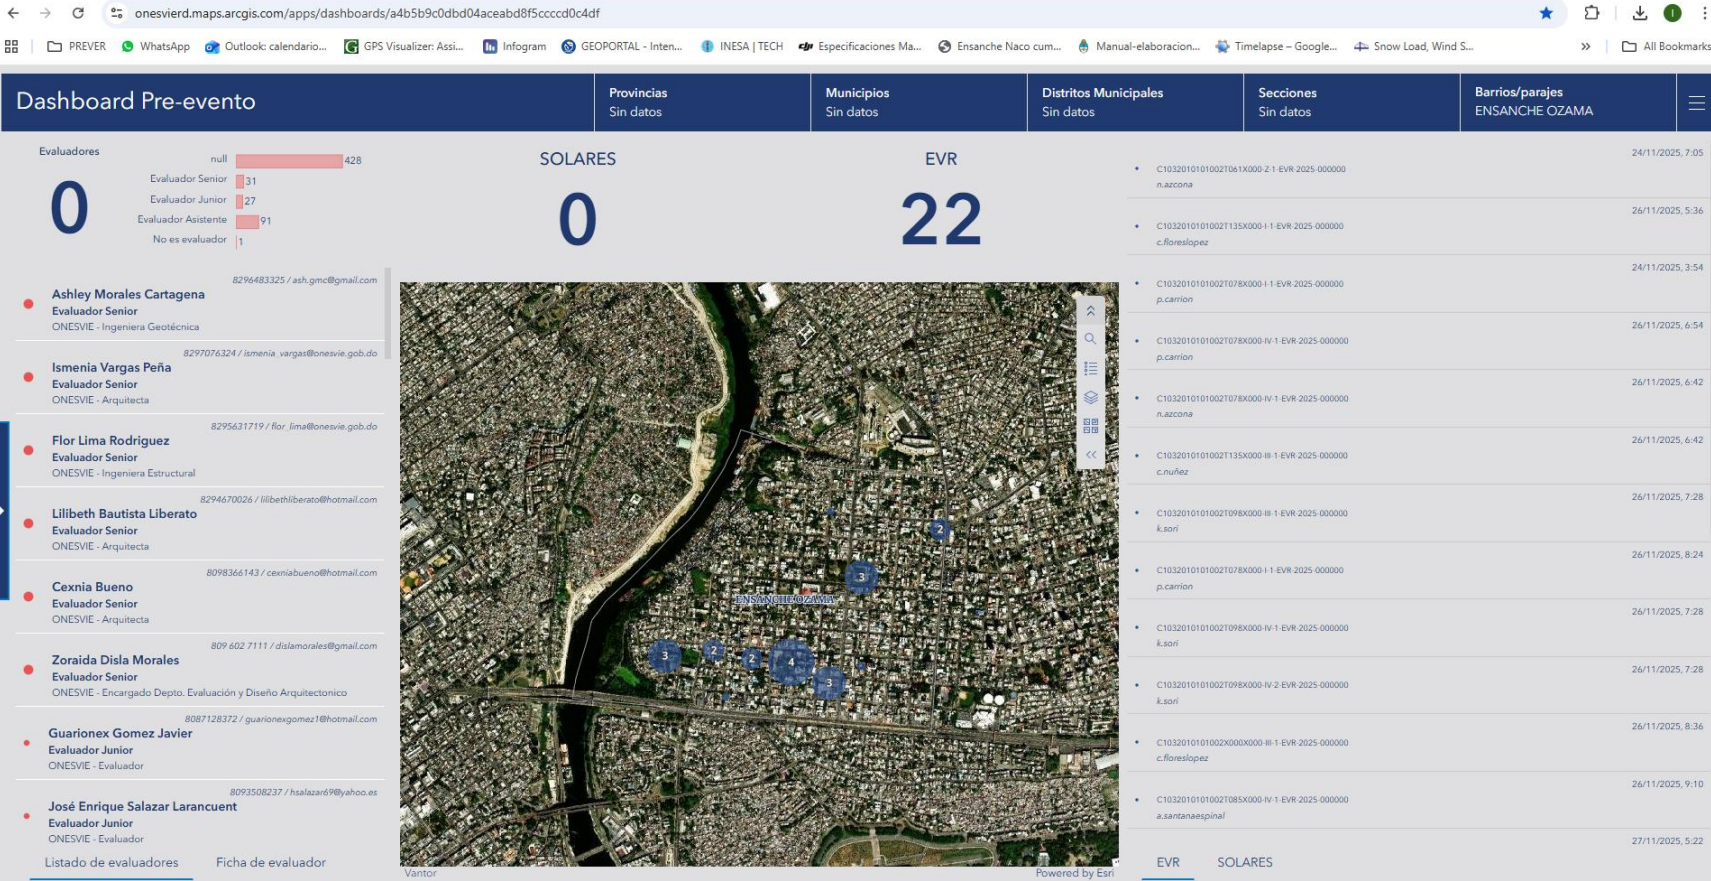 onesvierd.maps.arcgis.com/apps/dashboards/a4b5b9c0dbd04aceabd8f5ccccd0c4df
PREVER
WhatsApp
Outlook: calendario...
GPS Visualizer: Assi...
Infogram
GEOPORTAL - Inten...
INESA | TECH
Especificaciones Ma...
Ensanche Naco cum...
Manual-elaboracion...
Timelapse – Google...
Snow Load, Wind S...
»
All Bookmarks
Dashboard Pre-evento
Provincias
Sin datos
Municipios
Sin datos
Distritos Municipales
Sin datos
Secciones
Sin datos
Barrios/parajes
ENSANCHE OZAMA
Evaluadores
0
null 428
Evaluador Senior 31
Evaluador Junior 27
Evaluador Asistente 91
No es evaluador 1
8296483325 / ash.gmc@gmail.com
Ashley Morales Cartagena
Evaluador Senior
ONESVIE - Ingeniera Geotécnica
8297076324 / ismenia_vargas@onesvie.gob.do
Ismenia Vargas Peña
Evaluador Senior
ONESVIE - Arquitecta
8295631719 / flor_lima@onesvie.gob.do
Flor Lima Rodriguez
Evaluador Senior
ONESVIE - Ingeniera Estructural
8294670026 / lilibethliberato@hotmail.com
Lilibeth Bautista Liberato
Evaluador Senior
ONESVIE - Arquitecta
8098366143 / cexniabueno@hotmail.com
Cexnia Bueno
Evaluador Senior
ONESVIE - Arquitecta
809 602 7111 / dislamorales@gmail.com
Zoraida Disla Morales
Evaluador Senior
ONESVIE - Encargado Depto. Evaluación y Diseño Arquitectonico
8087128372 / guarionexgomez1@hotmail.com
Guarionex Gomez Javier
Evaluador Junior
ONESVIE - Evaluador
8093508237 / hsalazar69@yahoo.es
José Enrique Salazar Larancuent
Evaluador Junior
ONESVIE - Evaluador
Listado de evaluadores
Ficha de evaluador
SOLARES
0
EVR
22
2
3
ENSANCHE OZAMA
3
2
2
4
3
Vantor
Powered by Esri
24/11/2025, 7:05
C1032010101002T061X000-Z-1-EVR-2025-000000
n.azcona
26/11/2025, 5:36
C1032010101002T135X000-I-1-EVR-2025-000000
c.floreslopez
24/11/2025, 3:54
C1032010101002T078X000-I-1-EVR-2025-000000
p.carrion
26/11/2025, 6:54
C1032010101002T078X000-IV-1-EVR-2025-000000
p.carrion
26/11/2025, 6:42
C1032010101002T078X000-IV-1-EVR-2025-000000
n.azcona
26/11/2025, 6:42
C1032010101002T135X000-III-1-EVR-2025-000000
c.nuñez
26/11/2025, 7:28
C1032010101002T098X000-III-1-EVR-2025-000000
k.sori
26/11/2025, 8:24
C1032010101002T078X000-I-1-EVR-2025-000000
p.carrion
26/11/2025, 7:28
C1032010101002T098X000-IV-1-EVR-2025-000000
k.sori
26/11/2025, 7:28
C1032010101002T098X000-IV-2-EVR-2025-000000
k.sori
26/11/2025, 8:36
C1032010101002X000X000-III-1-EVR-2025-000000
c.floreslopez
26/11/2025, 9:10
C1032010101002T085X000-IV-1-EVR-2025-000000
a.santanaespinal
27/11/2025, 5:22
EVR
SOLARES